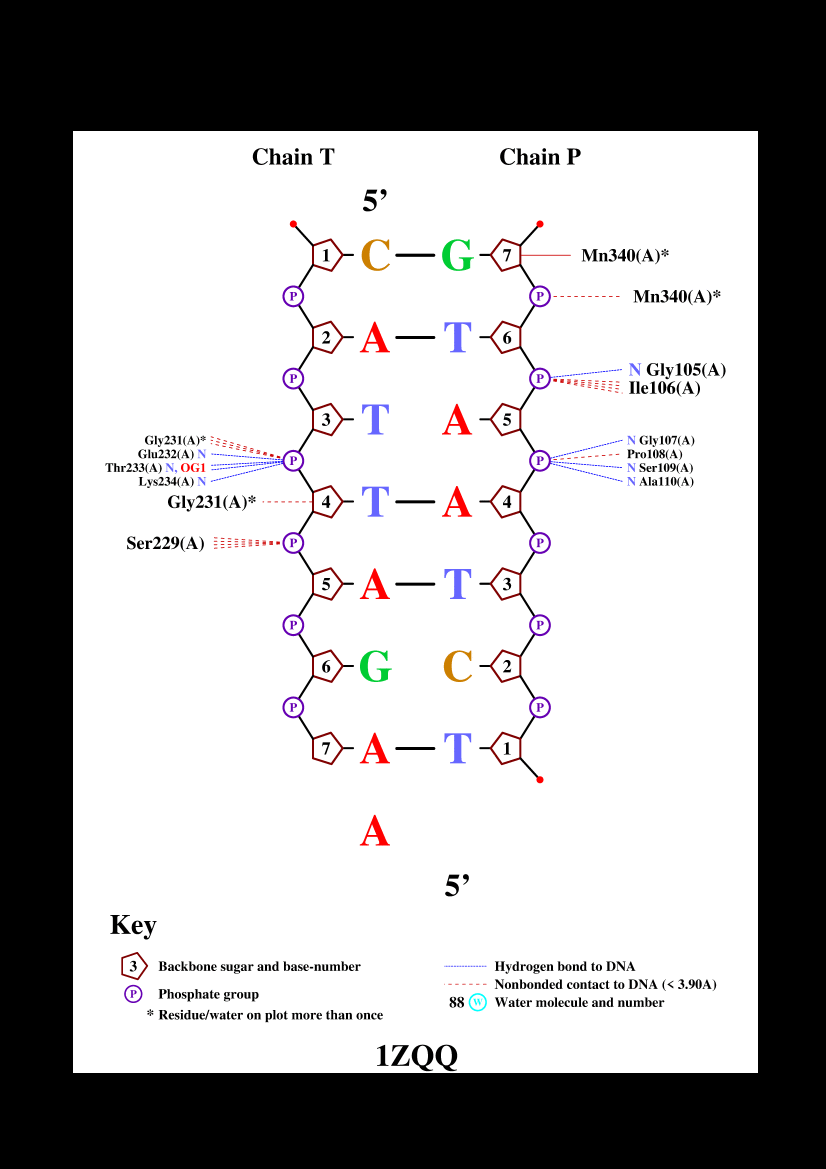 Chain T Chain P
5’
1 C G 7 Mn340(A)*
P P Mn340(A)*
2 A T 6
P P N Gly105(A)
Ile106(A)
3 T A 5
Gly231(A)* N Gly107(A)
Glu232(A) N Pro108(A)
P P
Thr233(A) N, OG1 N Ser109(A)
Lys234(A) N N Ala110(A)
Gly231(A)* 4 T A 4
Ser229(A) P P
5 A T 3
P P
6 G C 2
P P
7 A T 1
A
5’
Key
3 Backbone sugar and base-number
P Phosphate group
* Residue/water on plot more than once
Hydrogen bond to DNA
Nonbonded contact to DNA (< 3.90A)
88 W Water molecule and number
1ZQQ